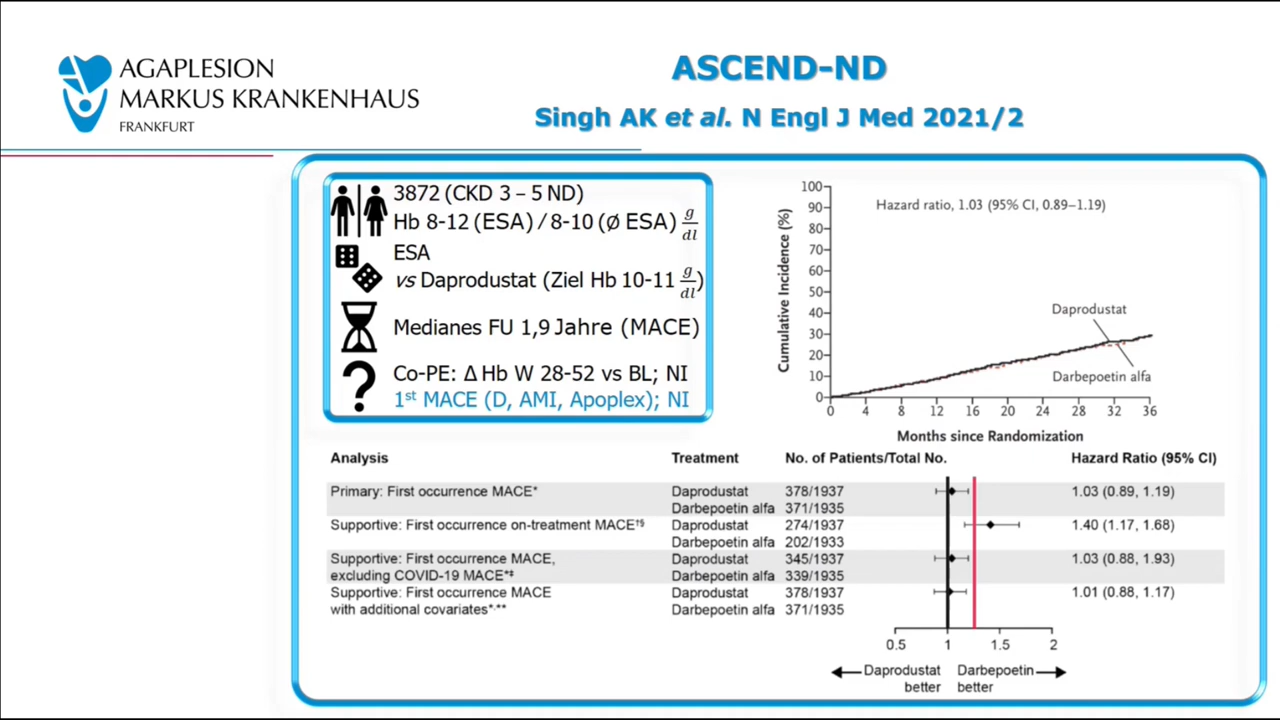 AGAPLESION
MARKUS KRANKENHAUS
FRANKFURT
ASCEND-ND
Singh AK et al. N Engl J Med 2021/2
3872 (CKD 3 – 5 ND)
Hb 8-12 (ESA) / 8-10 (ø ESA) g/dl
ESA
vs Daprodustat (Ziel Hb 10-11 g/dl)
Medianes FU 1,9 Jahre (MACE)
Co-PE: Δ Hb W 28-52 vs BL; NI
1st MACE (D, AMI, Apoplex); NI
Cumulative Incidence (%)
100
90
80
70
60
50
40
30
20
10
0
Hazard ratio, 1.03 (95% CI, 0.89–1.19)
Daprodustat
Darbepoetin alfa
0 4 8 12 16 20 24 28 32 36
Months since Randomization
Analysis Treatment No. of Patients/Total No. Hazard Ratio (95% CI)
Primary: First occurrence MACE* Daprodustat 378/1937 1.03 (0.89, 1.19)
Darbepoetin alfa 371/1935
Supportive: First occurrence on-treatment MACE†§ Daprodustat 274/1937 1.40 (1.17, 1.68)
Darbepoetin alfa 202/1933
Supportive: First occurrence MACE, Daprodustat 345/1937 1.03 (0.88, 1.93)
excluding COVID-19 MACE*‡ Darbepoetin alfa 339/1935
Supportive: First occurrence MACE Daprodustat 378/1937 1.01 (0.88, 1.17)
with additional covariates*,** Darbepoetin alfa 371/1935
0.5 1 1.5 2
Daprodustat Darbepoetin
better better